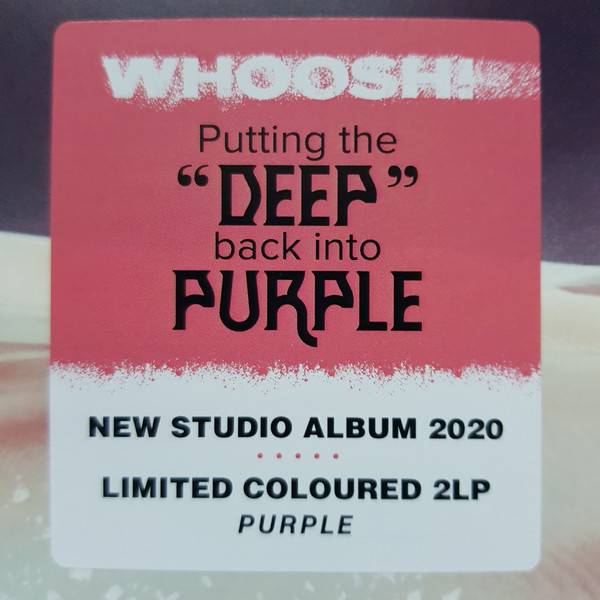 WHOOSH!
Putting the
“DEEP”
back into
PURPLE
NEW STUDIO ALBUM 2020
LIMITED COLOURED 2LP
PURPLE